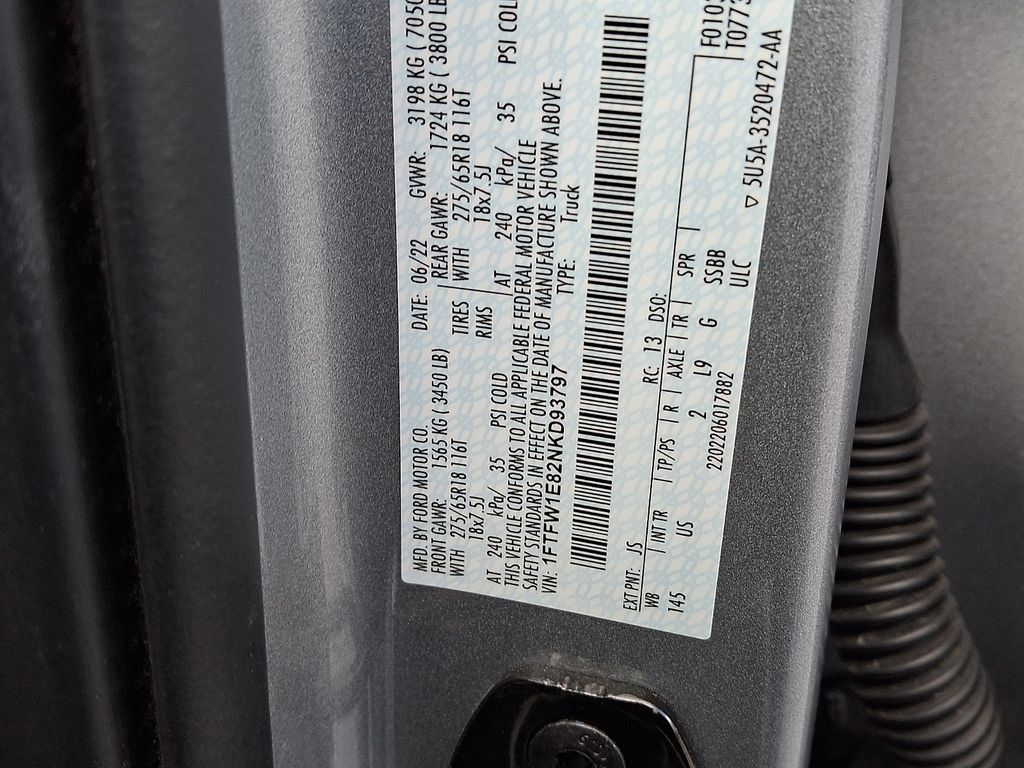 MFD. BY FORD MOTOR CO. DATE: 06/22 GVWR: 3198 KG ( 7050
FRONT GAWR: 1565 KG ( 3450 LB) REAR GAWR: 1724 KG ( 3800 LB
WITH 275/65R18 116T TIRES WITH 275/65R18 116T
18x7.5J RIMS 18x7.5J
AT 240 kPa/ 35 PSI COLD AT 240 kPa/ 35 PSI COL
THIS VEHICLE CONFORMS TO ALL APPLICABLE FEDERAL MOTOR VEHICLE
SAFETY STANDARDS IN EFFECT ON THE DATE OF MANUFACTURE SHOWN ABOVE.
VIN: 1FTFW1E82NKD93797 TYPE: Truck
F0103
T0773
EXT PNT: JS RC: 13 DSO:
WB INT TR TP/PS R AXLE TR SPR
145 US 2 L9 G SSBB
ULC
2202206017882
▽ 5U5A-3520472-AA